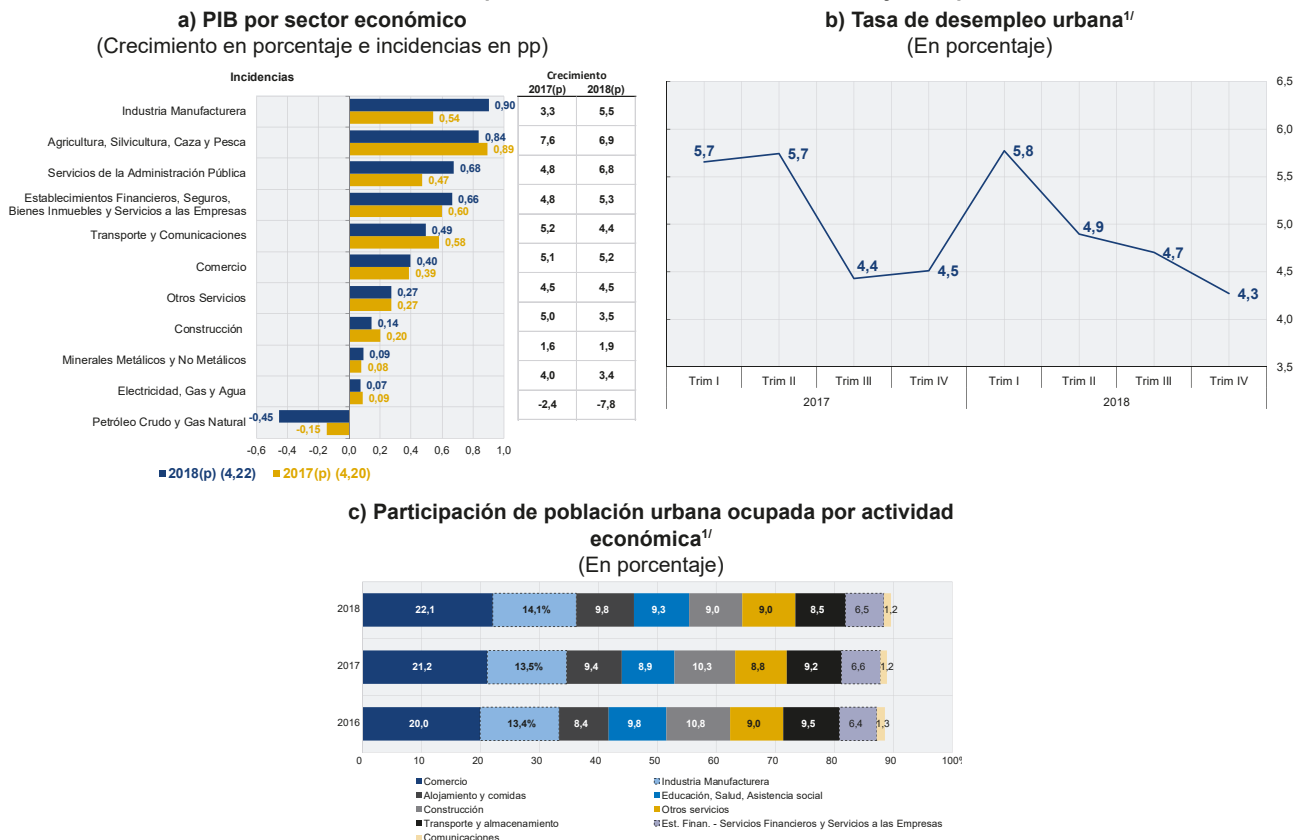 a) PIB por sector económico
(Crecimiento en porcentaje e incidencias en pp)
Incidencias
Crecimiento
2017(p) 2018(p)
Industria Manufacturera 0,90 0,54 3,3 5,5
Agricultura, Silvicultura, Caza y Pesca 0,84 0,89 7,6 6,9
Servicios de la Administración Pública 0,68 0,47 4,8 6,8
Establecimientos Financieros, Seguros,
Bienes Inmuebles y Servicios a las Empresas 0,66 0,60 4,8 5,3
Transporte y Comunicaciones 0,49 0,58 5,2 4,4
Comercio 0,40 0,39 5,1 5,2
Otros Servicios 0,27 0,27 4,5 4,5
Construcción 0,14 0,20 5,0 3,5
Minerales Metálicos y No Metálicos 0,09 0,08 1,6 1,9
Electricidad, Gas y Agua 0,07 0,09 4,0 3,4
Petróleo Crudo y Gas Natural -0,45 -0,15 -2,4 -7,8
-0,6 -0,4 -0,2 0,0 0,2 0,4 0,6 0,8 1,0
2018(p) (4,22) 2017(p) (4,20)
b) Tasa de desempleo urbana1/
(En porcentaje)
6,5
6,0
5,5
5,0
4,5
4,0
3,5
5,7 5,7 4,4 4,5 5,8 4,9 4,7 4,3
Trim I Trim II Trim III Trim IV Trim I Trim II Trim III Trim IV
2017 2018
c) Participación de población urbana ocupada por actividad
económica1/
(En porcentaje)
2018 22,1 14,1% 9,8 9,3 9,0 9,0 8,5 6,5 1,2
2017 21,2 13,5% 9,4 8,9 10,3 8,8 9,2 6,6 1,2
2016 20,0 13,4% 8,4 9,8 10,8 9,0 9,5 6,4 1,3
0 10 20 30 40 50 60 70 80 90 100%
Comercio Industria Manufacturera
Alojamiento y comidas Educación, Salud, Asistencia social
Construcción Otros servicios
Transporte y almacenamiento Est. Finan. - Servicios Financieros y Servicios a las Empresas
Comunicaciones